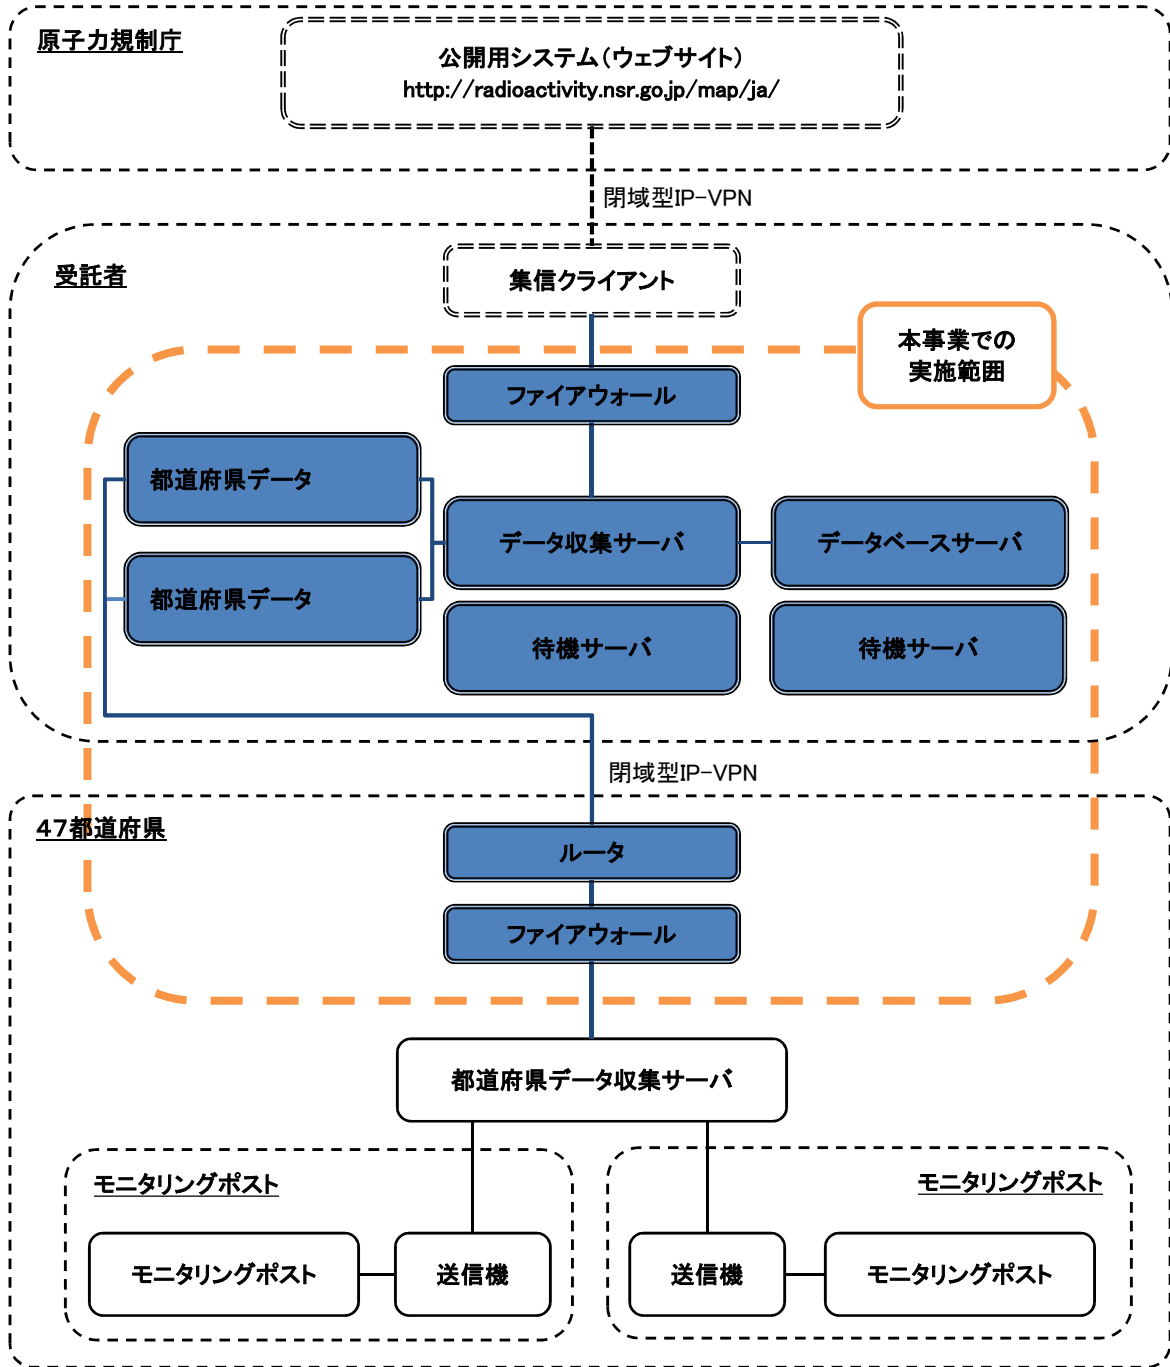 原子力規制庁
公開用システム（ウェブサイト）
http://radioactivity.nsr.go.jp/map/ja/
閉域型IP-VPN
受託者
集信クライアント
本事業での
実施範囲
ファイアウォール
都道府県データ
データ収集サーバ
データベースサーバ
都道府県データ
待機サーバ
待機サーバ
閉域型IP-VPN
47都道府県
ルータ
ファイアウォール
都道府県データ収集サーバ
モニタリングポスト
モニタリングポスト
モニタリングポスト
送信機
送信機
モニタリングポスト